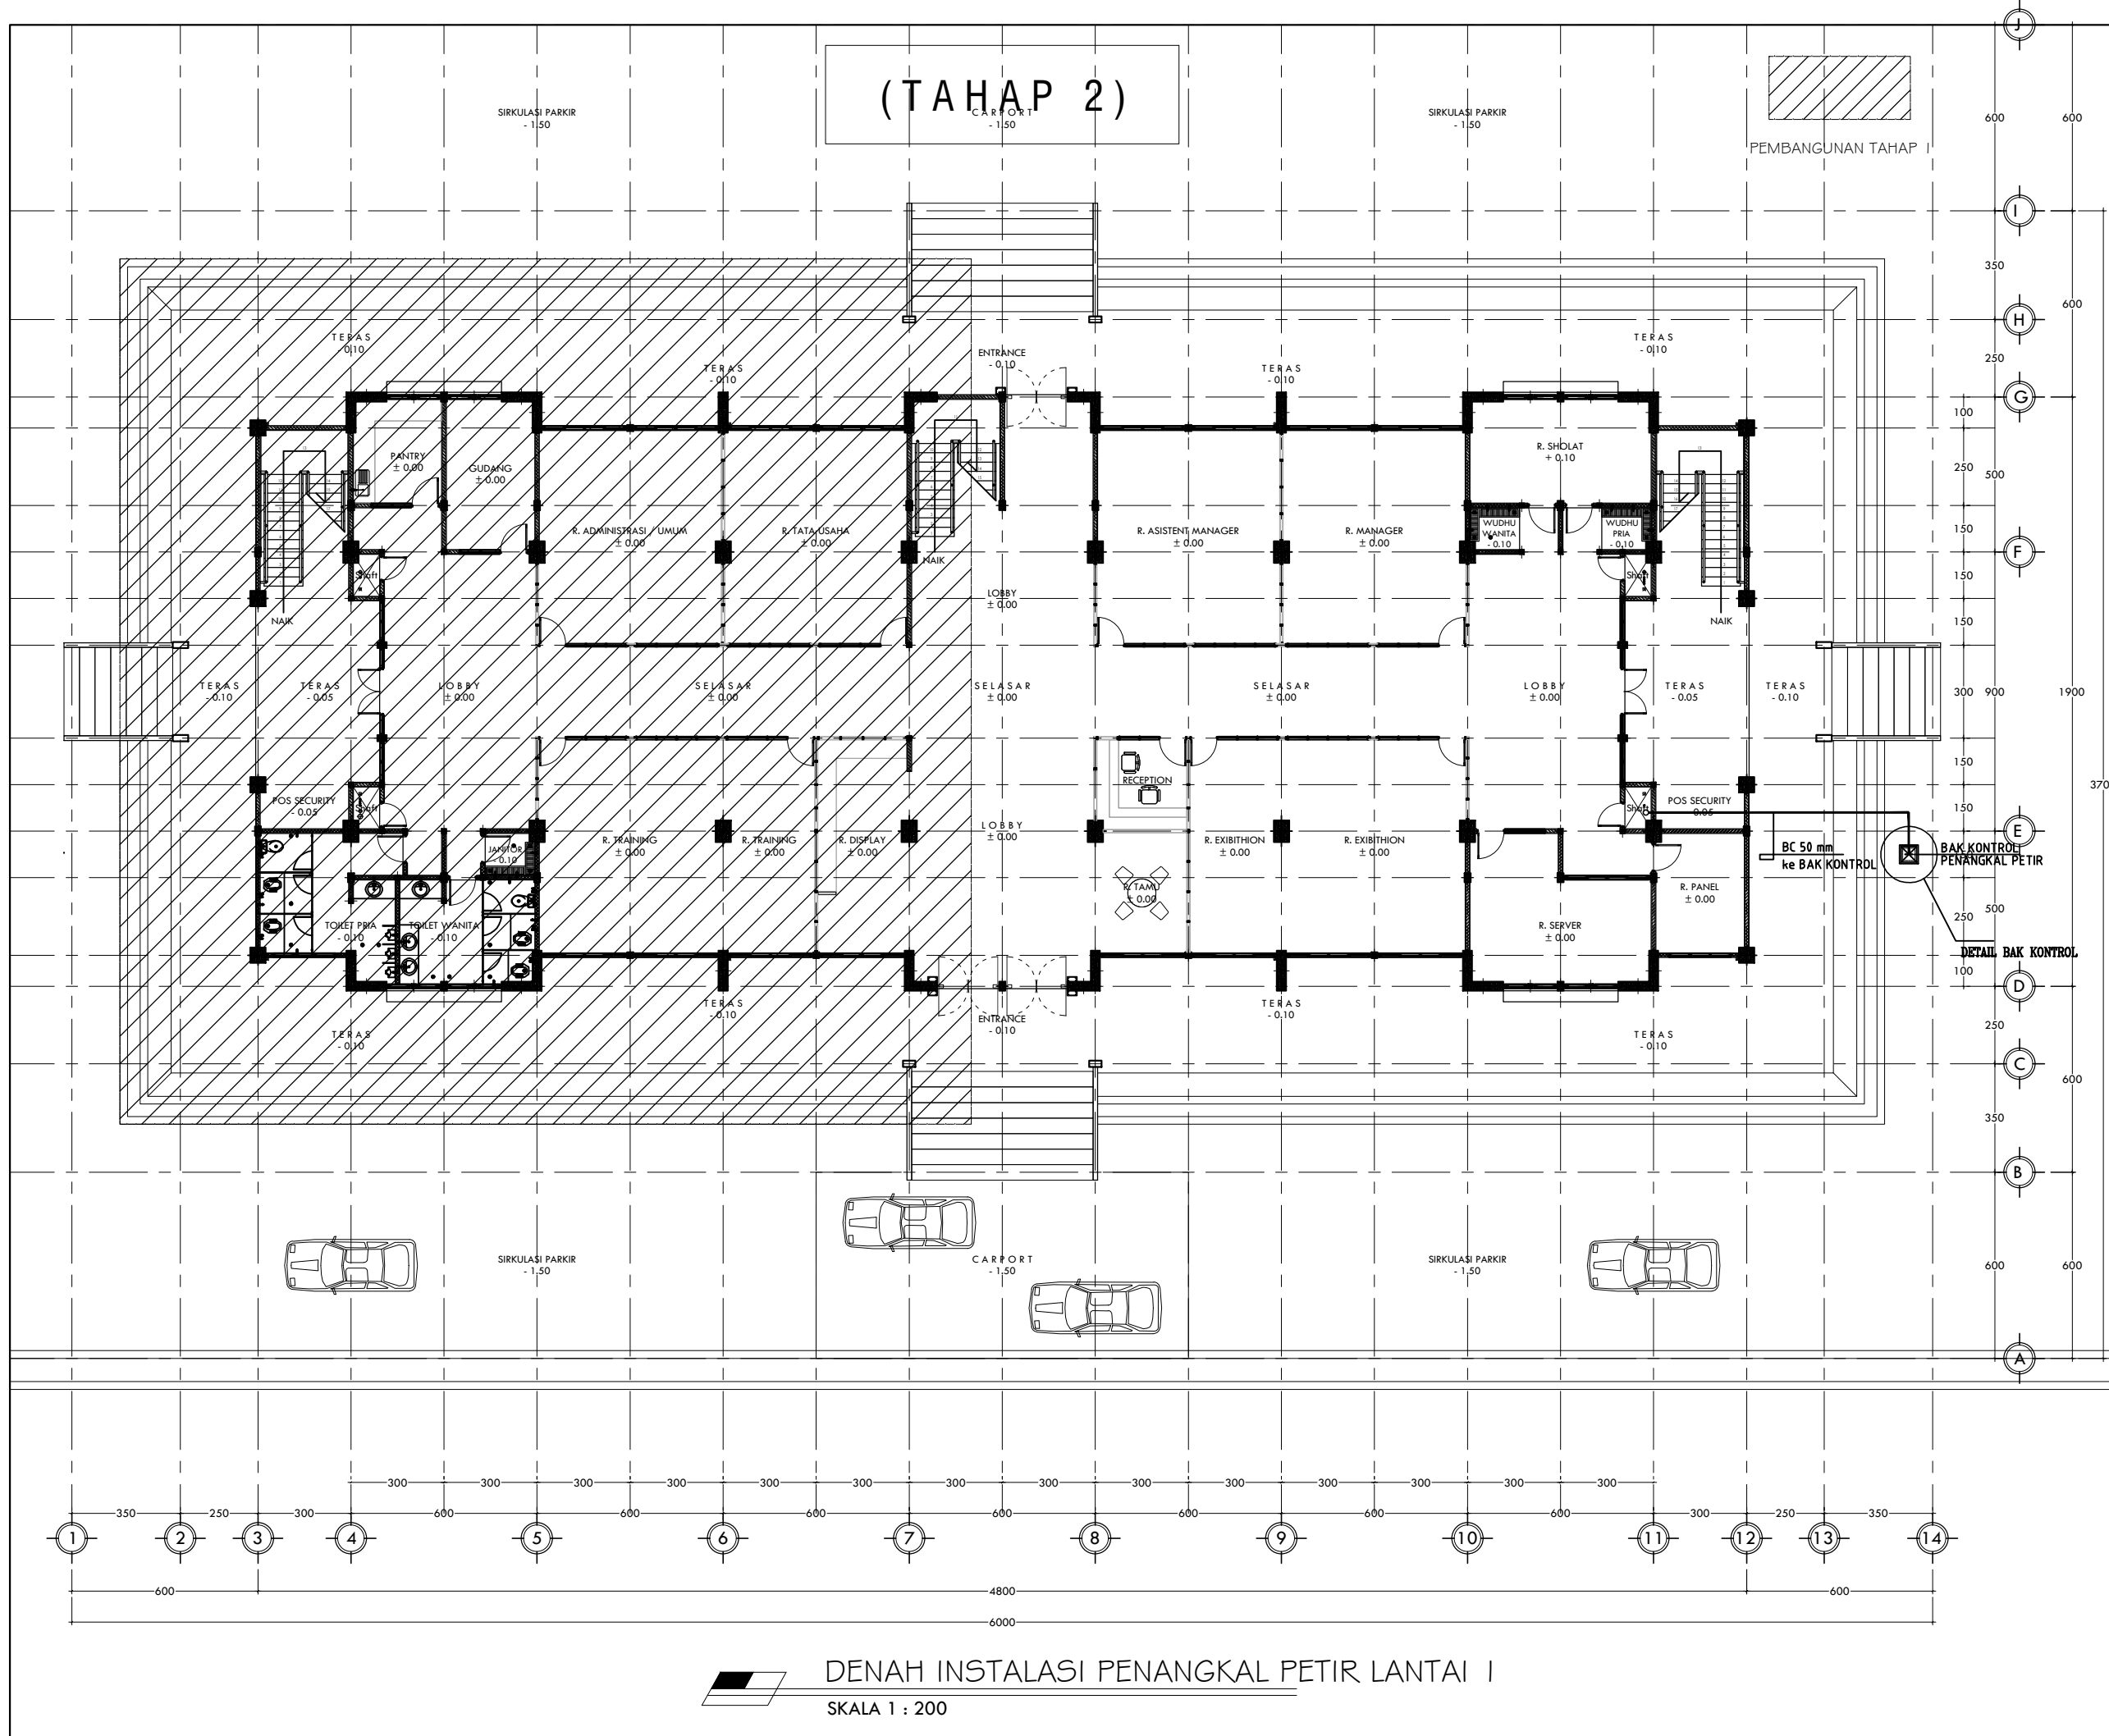 J
(TAHAP 2)
SIRKULASI PARKIR
- 1.50
CARPORT
- 1.50
SIRKULASI PARKIR
- 1.50
600
600
PEMBANGUNAN TAHAP I
I
350
600
H
TERAS
- 0.10
TERAS
- 0.10
ENTRANCE
- 0.10
TERAS
- 0.10
TERAS
- 0.10
250
G
100
PANTRY
± 0.00
GUDANG
± 0.00
R. SHOLAT
+ 0.10
250
500
R. ADMINISTRASI / UMUM
± 0.00
R. TATA USAHA
± 0.00
R. ASISTENT MANAGER
± 0.00
R. MANAGER
± 0.00
WUDHU
WANITA
- 0.10
WUDHU
PRIA
- 0.10
150
F
NAIK
Shaft
Shaft
150
LOBBY
± 0.00
NAIK
NAIK
150
TERAS
- 0.10
TERAS
- 0.05
LOBBY
± 0.00
SELASAR
± 0.00
SELASAR
± 0.00
SELASAR
± 0.00
LOBBY
± 0.00
TERAS
- 0.05
TERAS
- 0.10
300
900
1900
RECEPTION
150
370
POS SECURITY
- 0.05
Shaft
Shaft
POS SECURITY
- 0.05
150
LOBBY
± 0.00
E
JANITOR
- 0.10
R. TRAINING
± 0.00
R. TRAINING
± 0.00
R. DISPLAY
± 0.00
R. EXIBITHION
± 0.00
R. EXIBITHION
± 0.00
BC 50 mm
ke BAK KONTROL
BAK KONTROL
PENANGKAL PETIR
R. TAMU
± 0.00
R. PANEL
± 0.00
TOILET PRIA
- 0.10
TOILET WANITA
- 0.10
R. SERVER
± 0.00
250
500
DETAIL BAK KONTROL
100
D
TERAS
- 0.10
TERAS
- 0.10
ENTRANCE
- 0.10
TERAS
- 0.10
TERAS
- 0.10
250
C
600
350
B
SIRKULASI PARKIR
- 1.50
CARPORT
- 1.50
SIRKULASI PARKIR
- 1.50
600
600
A
300 300 300 300 300 300 300 300 300 300 300 300 300 300
350 250 300 600 600 600 600 600 600 600 300 250 350
1 2 3 4 5 6 7 8 9 10 11 12 13 14
600 4800 600
6000
DENAH INSTALASI PENANGKAL PETIR LANTAI 1
SKALA 1 : 200